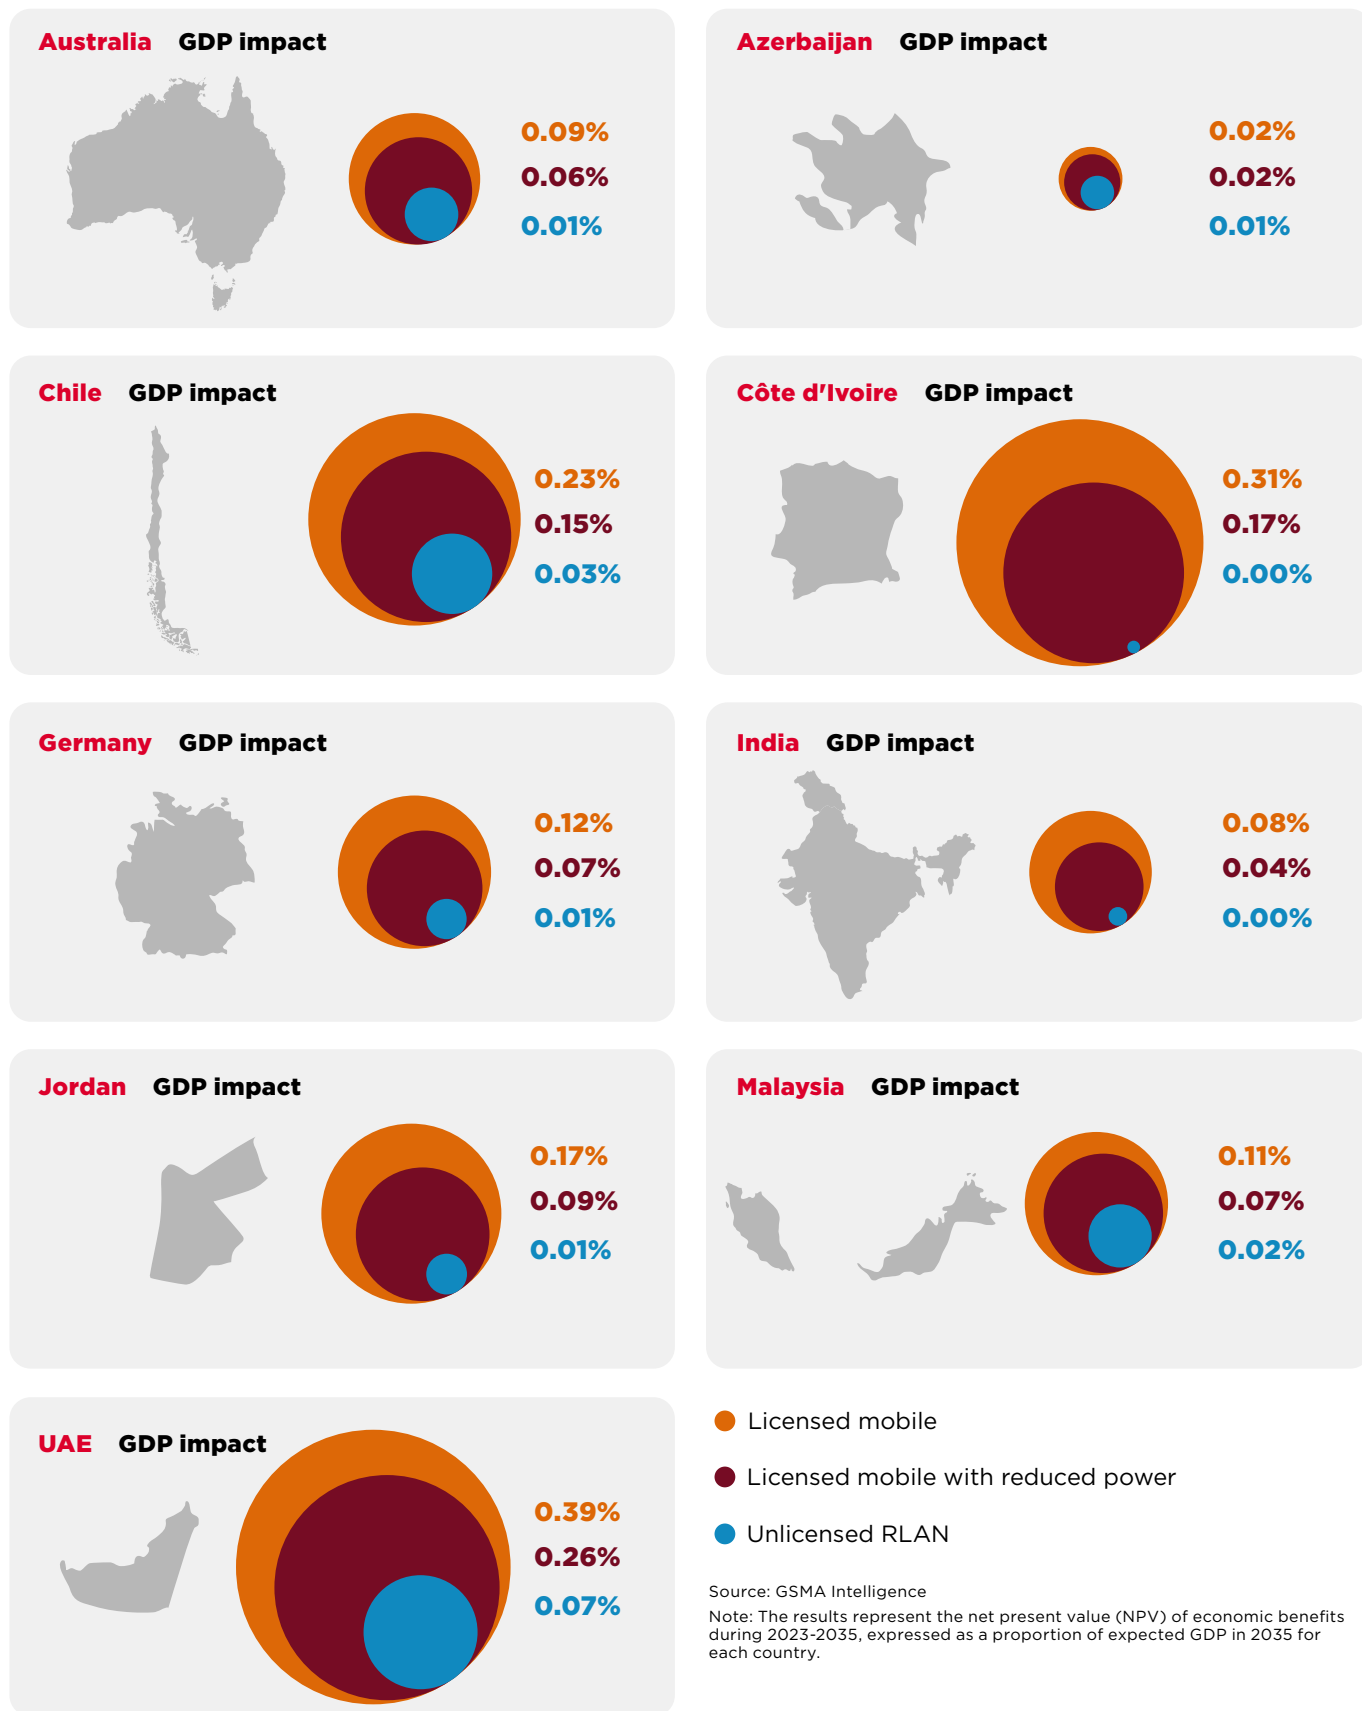 Australia GDP impact
0.09%
0.06%
0.01%
Azerbaijan GDP impact
0.02%
0.02%
0.01%
Chile GDP impact
0.23%
0.15%
0.03%
Côte d'Ivoire GDP impact
0.31%
0.17%
0.00%
Germany GDP impact
0.12%
0.07%
0.01%
India GDP impact
0.08%
0.04%
0.00%
Jordan GDP impact
0.17%
0.09%
0.01%
Malaysia GDP impact
0.11%
0.07%
0.02%
UAE GDP impact
0.39%
0.26%
0.07%
Licensed mobile
Licensed mobile with reduced power
Unlicensed RLAN
Source: GSMA Intelligence
Note: The results represent the net present value (NPV) of economic benefits
during 2023-2035, expressed as a proportion of expected GDP in 2035 for
each country.